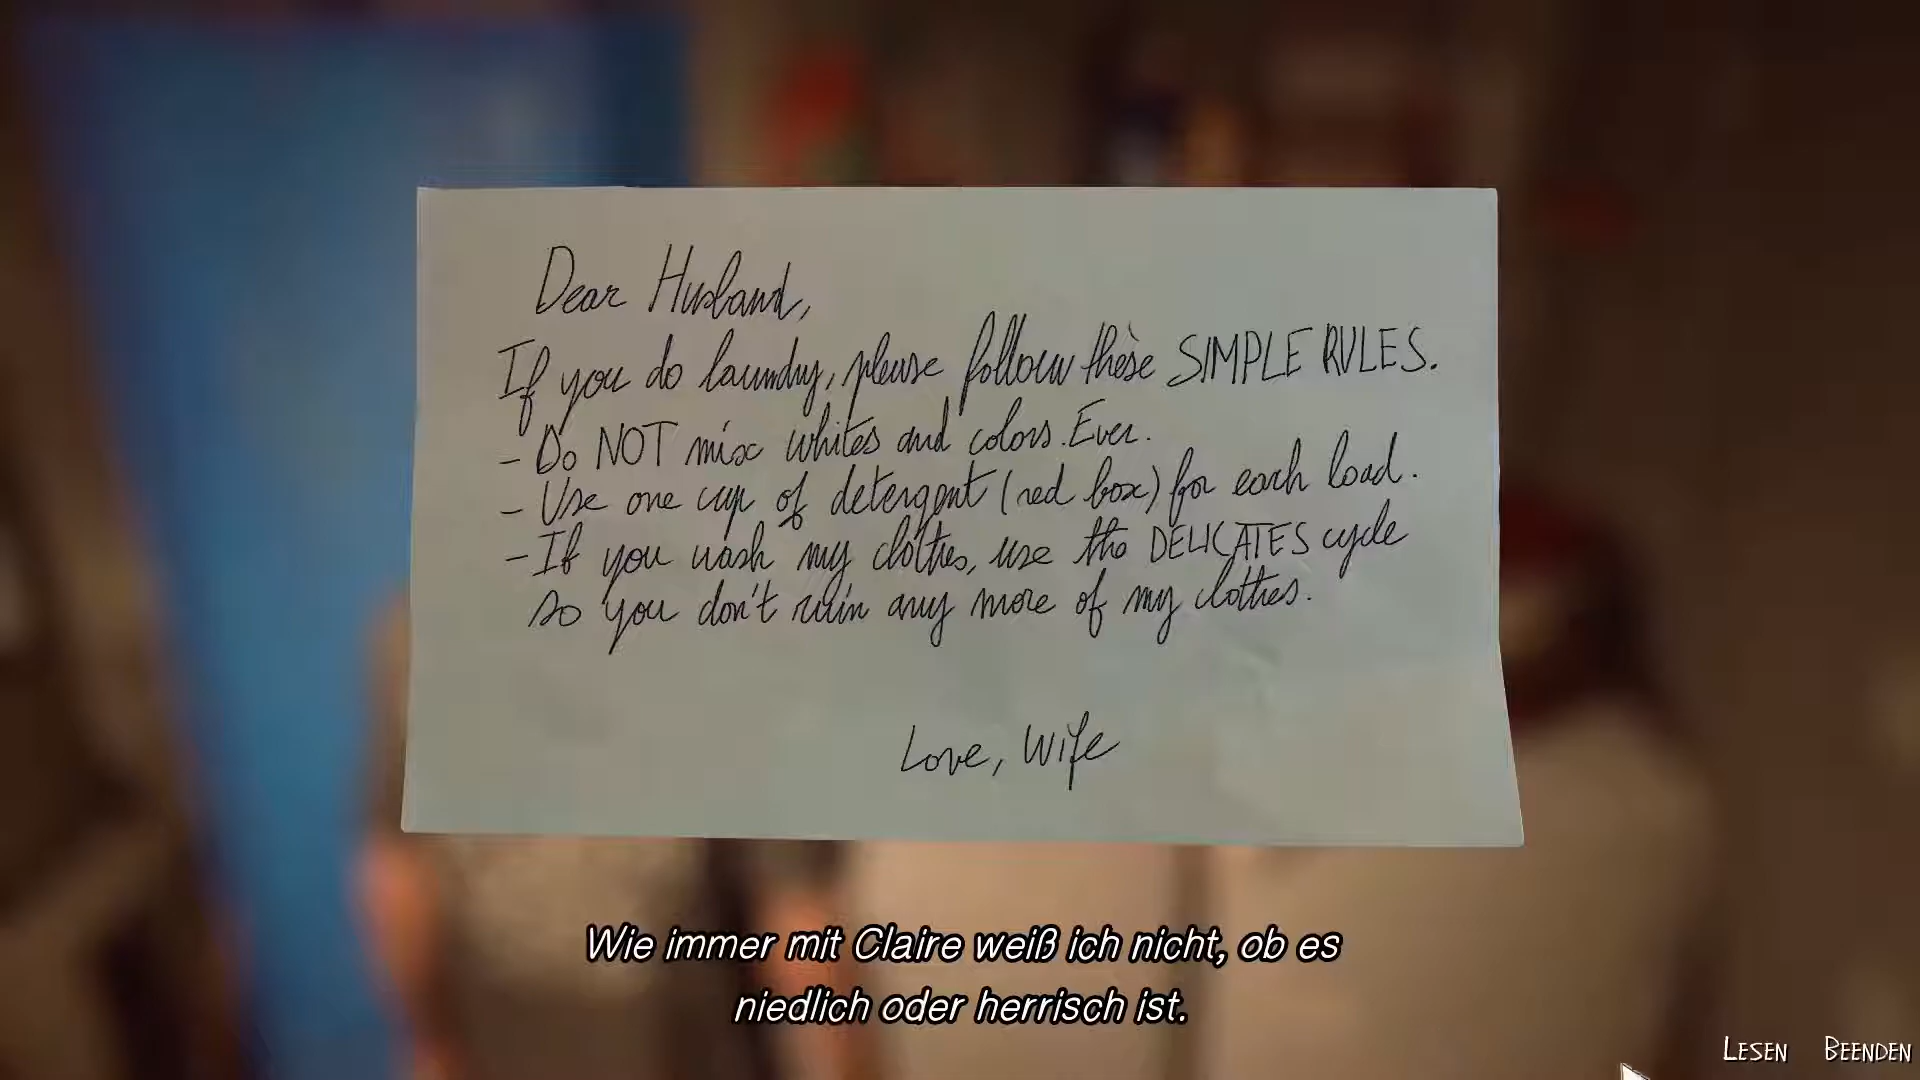 Dear Husband,
If you do laundry, please follow these SIMPLE RULES.
- Do NOT mix whites and colors. Ever.
- Use one cup of detergent (red box) for each load.
- If you wash my clothes, use the DELICATES cycle
so you don't ruin any more of my clothes.
Love, Wife
Wie immer mit Claire weiß ich nicht, ob es
niedlich oder herrisch ist.
LESEN BEENDEN